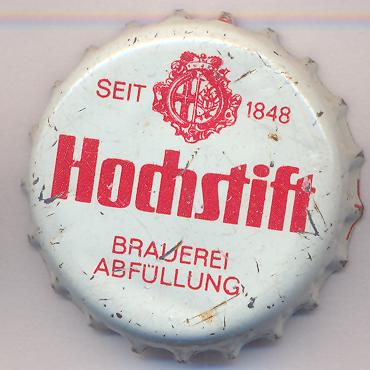 SEIT 1848
Hochstift
BRAUEREI
ABFÜLLUNG